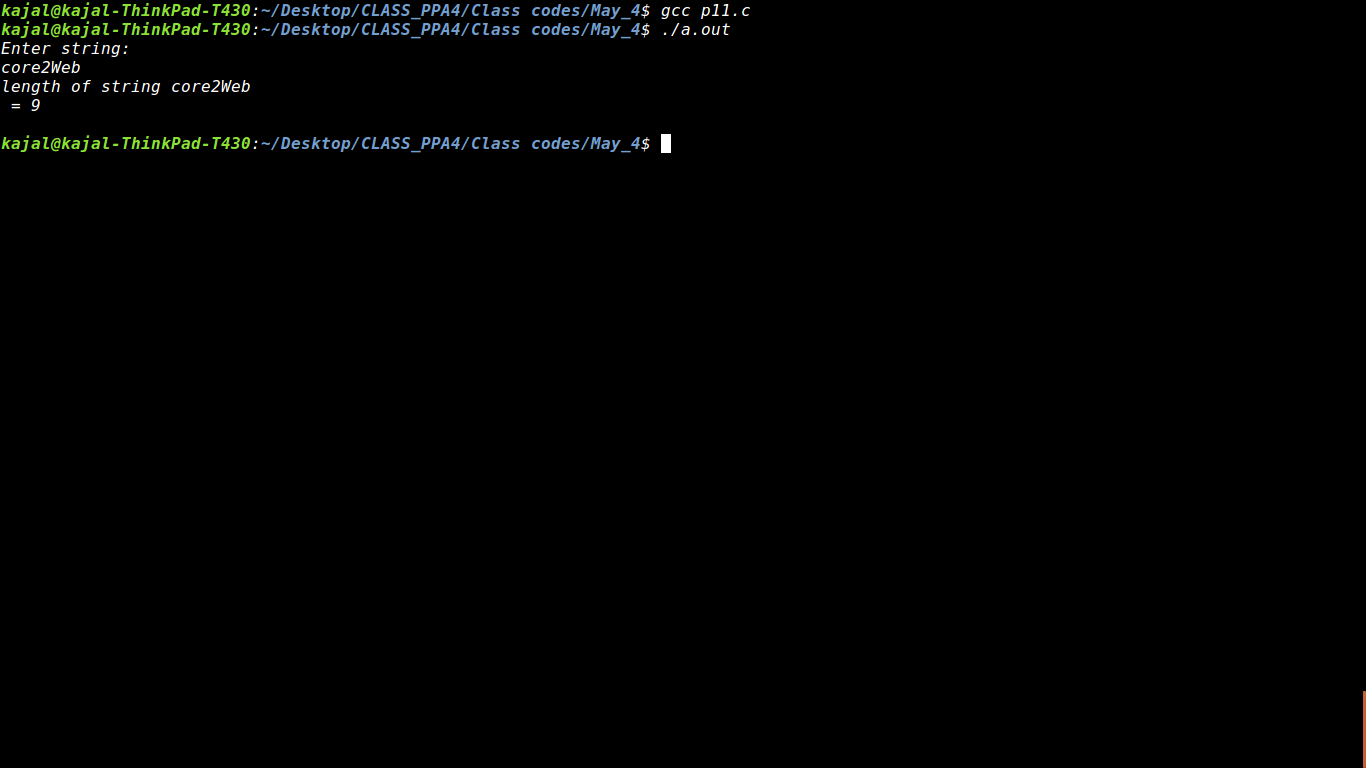 kajal@kajal-ThinkPad-T430:~/Desktop/CLASS_PPA4/Class codes/May_4$ gcc p11.c
kajal@kajal-ThinkPad-T430:~/Desktop/CLASS_PPA4/Class codes/May_4$ ./a.out
Enter string:
core2Web
length of string core2Web
 = 9
kajal@kajal-ThinkPad-T430:~/Desktop/CLASS_PPA4/Class codes/May_4$